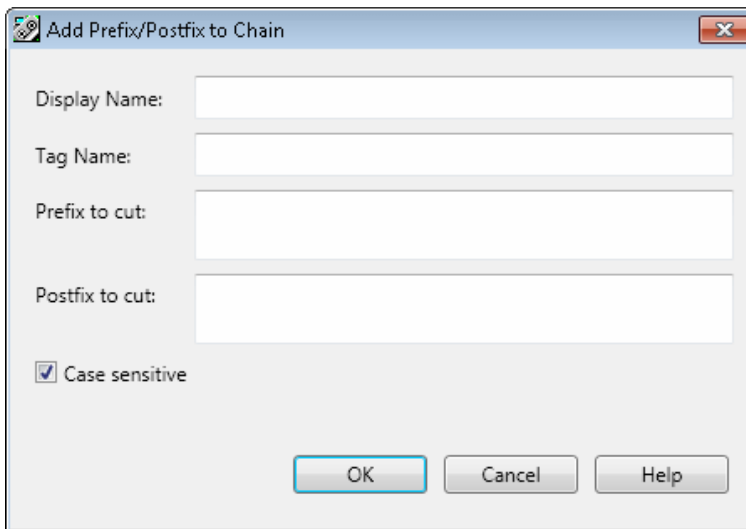 Add Prefix/Postfix to Chain
Display Name:
Tag Name:
Prefix to cut:
Postfix to cut:
Case sensitive
OK Cancel Help